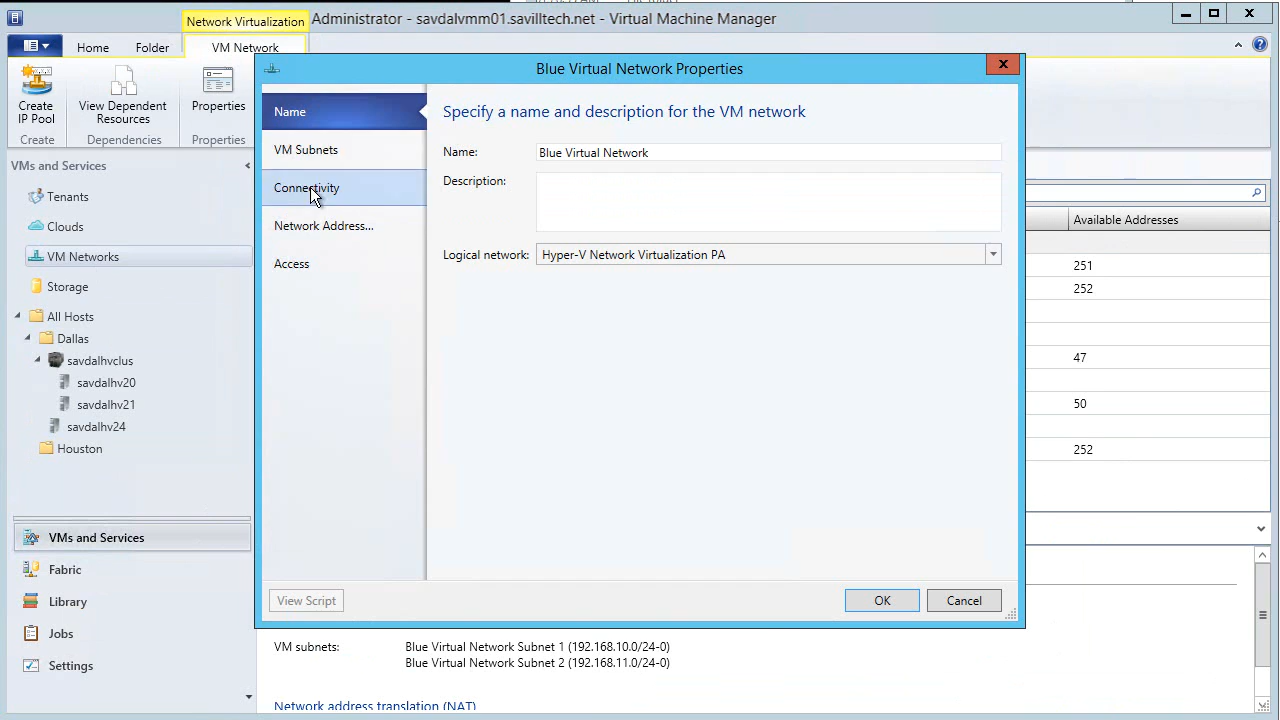 Network Virtualization
Administrator - savdalvmm01.savilltech.net - Virtual Machine Manager
Home
Folder
VM Network
Create
IP Pool
View Dependent
Resources
Properties
Create
Dependencies
Properties
VMs and Services
Tenants
Clouds
VM Networks
Storage
All Hosts
Dallas
savdalhvclus
savdalhv20
savdalhv21
savdalhv24
Houston
VMs and Services
Fabric
Library
Jobs
Settings
Blue Virtual Network Properties
Name
VM Subnets
Connectivity
Network Address...
Access
Specify a name and description for the VM network
Name:
Blue Virtual Network
Description:
Logical network:
Hyper-V Network Virtualization PA
View Script
OK
Cancel
Available Addresses
251
252
47
50
252
VM subnets:
Blue Virtual Network Subnet 1 (192.168.10.0/24-0)
Blue Virtual Network Subnet 2 (192.168.11.0/24-0)
Network address translation (NAT)